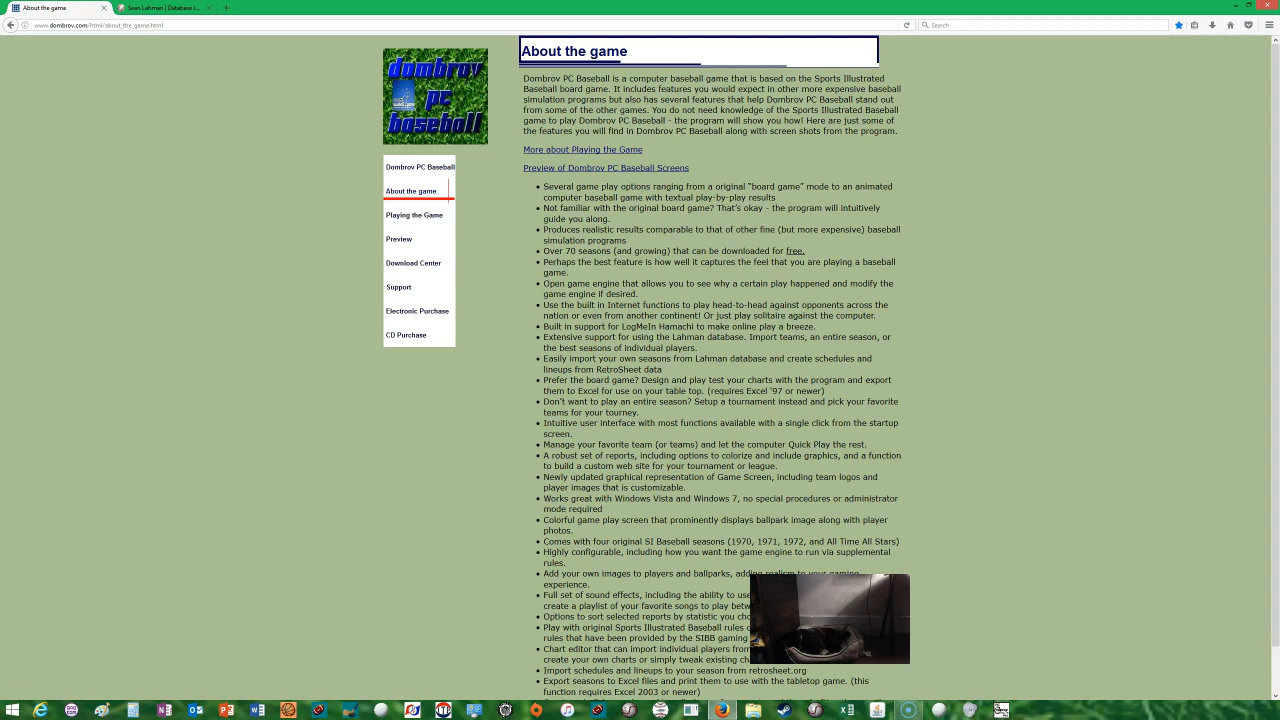 About the game
Sean Lahman | Database J...
www.dombrov.com/html/about_the_game.html
Search
dombrov
pc
baseball
Dombrov PC Baseball
About the game
Playing the Game
Preview
Download Center
Support
Electronic Purchase
CD Purchase
About the game
Dombrov PC Baseball is a computer baseball game that is based on the Sports Illustrated
Baseball board game. It includes features you would expect in other more expensive baseball
simulation programs but also has several features that help Dombrov PC Baseball stand out
from some of the other games. You do not need knowledge of the Sports Illustrated Baseball
game to play Dombrov PC Baseball - the program will show you how! Here are just some of
the features you will find in Dombrov PC Baseball along with screen shots from the program.
More about Playing the Game
Preview of Dombrov PC Baseball Screens
• Several game play options ranging from a original “board game” mode to an animated
computer baseball game with textual play-by-play results
• Not familiar with the original board game? That’s okay - the program will intuitively
guide you along.
• Produces realistic results comparable to that of other fine (but more expensive) baseball
simulation programs
• Over 70 seasons (and growing) that can be downloaded for free.
• Perhaps the best feature is how well it captures the feel that you are playing a baseball
game.
• Open game engine that allows you to see why a certain play happened and modify the
game engine if desired.
• Use the built in Internet functions to play head-to-head against opponents across the
nation or even from another continent! Or just play solitaire against the computer.
• Built in support for LogMeIn Hamachi to make online play a breeze.
• Extensive support for using the Lahman database. Import teams, an entire season, or
the best seasons of individual players.
• Easily import your own seasons from Lahman database and create schedules and
lineups from RetroSheet data
• Prefer the board game? Design and play test your charts with the program and export
them to Excel for use on your table top. (requires Excel ‘97 or newer)
• Don’t want to play an entire season? Setup a tournament instead and pick your favorite
teams for your tourney.
• Intuitive user interface with most functions available with a single click from the startup
screen.
• Manage your favorite team (or teams) and let the computer Quick Play the rest.
• A robust set of reports, including options to colorize and include graphics, and a function
to build a custom web site for your tournament or league.
• Newly updated graphical representation of Game Screen, including team logos and
player images that is customizable.
• Works great with Windows Vista and Windows 7, no special procedures or administrator
mode required
• Colorful game play screen that prominently displays ballpark image along with player
photos.
• Comes with four original SI Baseball seasons (1970, 1971, 1972, and All Time All Stars)
• Highly configurable, including how you want the game engine to run via supplemental
rules.
• Add your own images to players and ballparks, adding realism to your gaming
experience.
• Full set of sound effects, including the ability to use
create a playlist of your favorite songs to play betw
• Options to sort selected reports by statistic you cho
• Play with original Sports Illustrated Baseball rules
rules that have been provided by the SIBB gaming
• Chart editor that can import individual players from
create your own charts or simply tweak existing ch
• Import schedules and lineups to your season from retrosheet.org
• Export seasons to Excel files and print them to use with the tabletop game. (this
function requires Excel 2003 or newer)